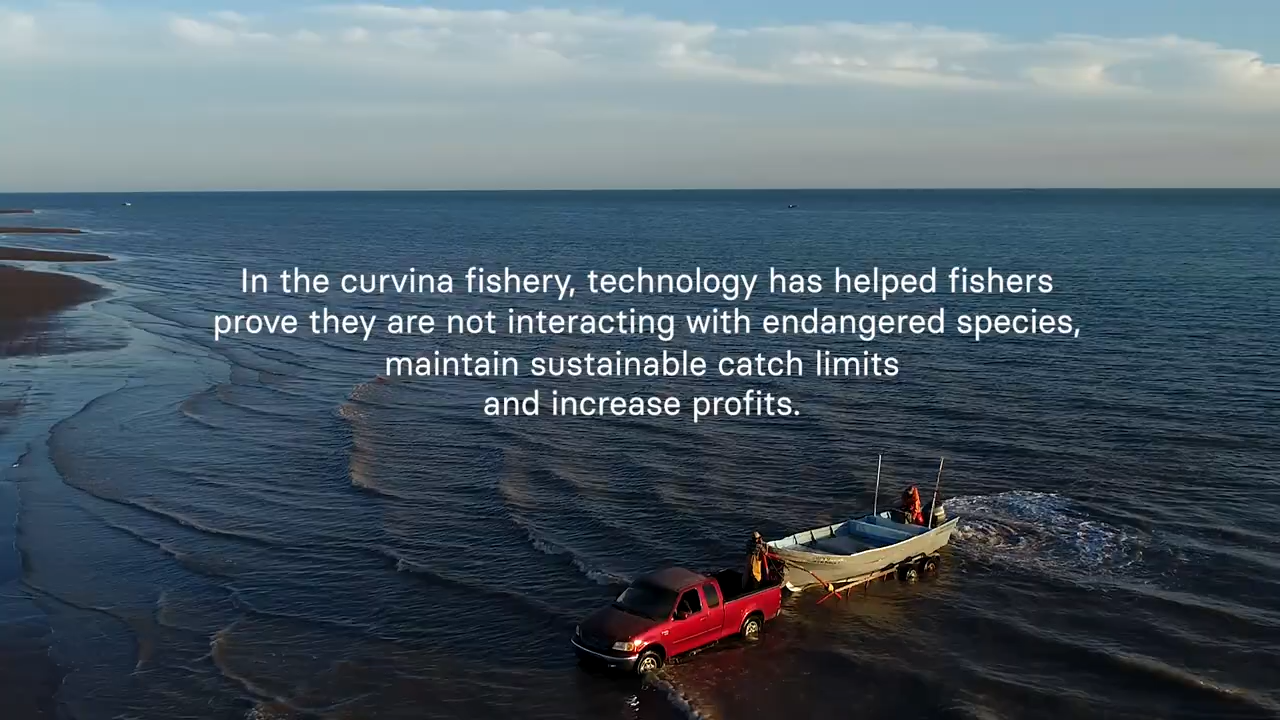 In the curvina fishery, technology has helped fishers
prove they are not interacting with endangered species,
maintain sustainable catch limits
and increase profits.